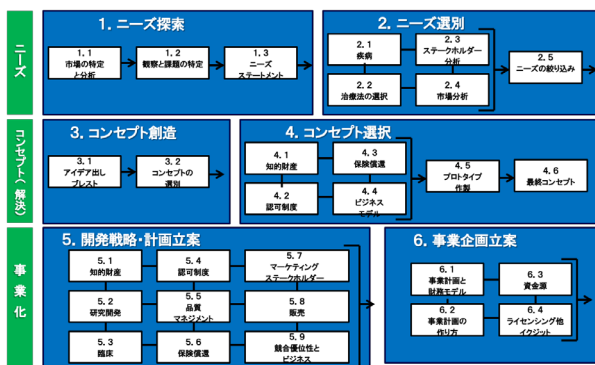 ニーズ
1. ニーズ探索
1. 1
市場の特定
と分析
1. 2
観察と課題の特定
1. 3
ニーズ
ステートメント
2. ニーズ選別
2. 1
疾病
2. 2
治療法の選択
2. 3
ステークホルダー
分析
2. 4
市場分析
2. 5
ニーズの絞り込み
コンセプト(解決)
3. コンセプト創造
3. 1
アイデア出し
ブレスト
3. 2
コンセプトの
選別
4. コンセプト選択
4. 1
知的財産
4. 2
認可制度
4. 3
保険償還
4. 4
ビジネス
モデル
4. 5
プロトタイプ
作製
4. 6
最終コンセプト
事業化
5. 開発戦略・計画立案
5. 1
知的財産
5. 2
研究開発
5. 3
臨床
5. 4
認可制度
5. 5
品質
マネジメント
5. 6
保険償還
5. 7
マーケティング
ステークホルダー
5. 8
販売
5. 9
競合優位性と
ビジネス
6. 事業企画立案
6. 1
事業計画と
財務モデル
6. 2
事業計画の
作り方
6. 3
資金源
6. 4
ライセンシング他
イクジット